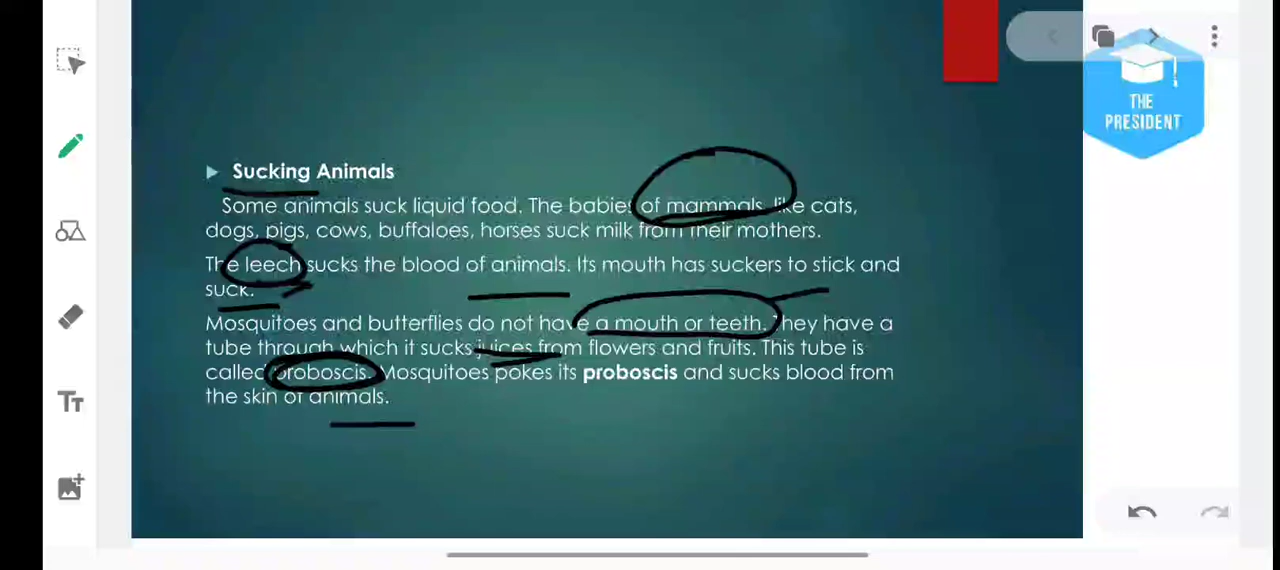 THE
PRESIDENT
Sucking Animals
Some animals suck liquid food. The babies of mammals, like cats,
dogs, pigs, cows, buffaloes, horses suck milk from their mothers.
The leech sucks the blood of animals. Its mouth has suckers to stick and
suck.
Mosquitoes and butterflies do not have a mouth or teeth. They have a
tube through which it sucks juices from flowers and fruits. This tube is
called proboscis. Mosquitoes pokes its proboscis and sucks blood from
the skin of animals.
TT